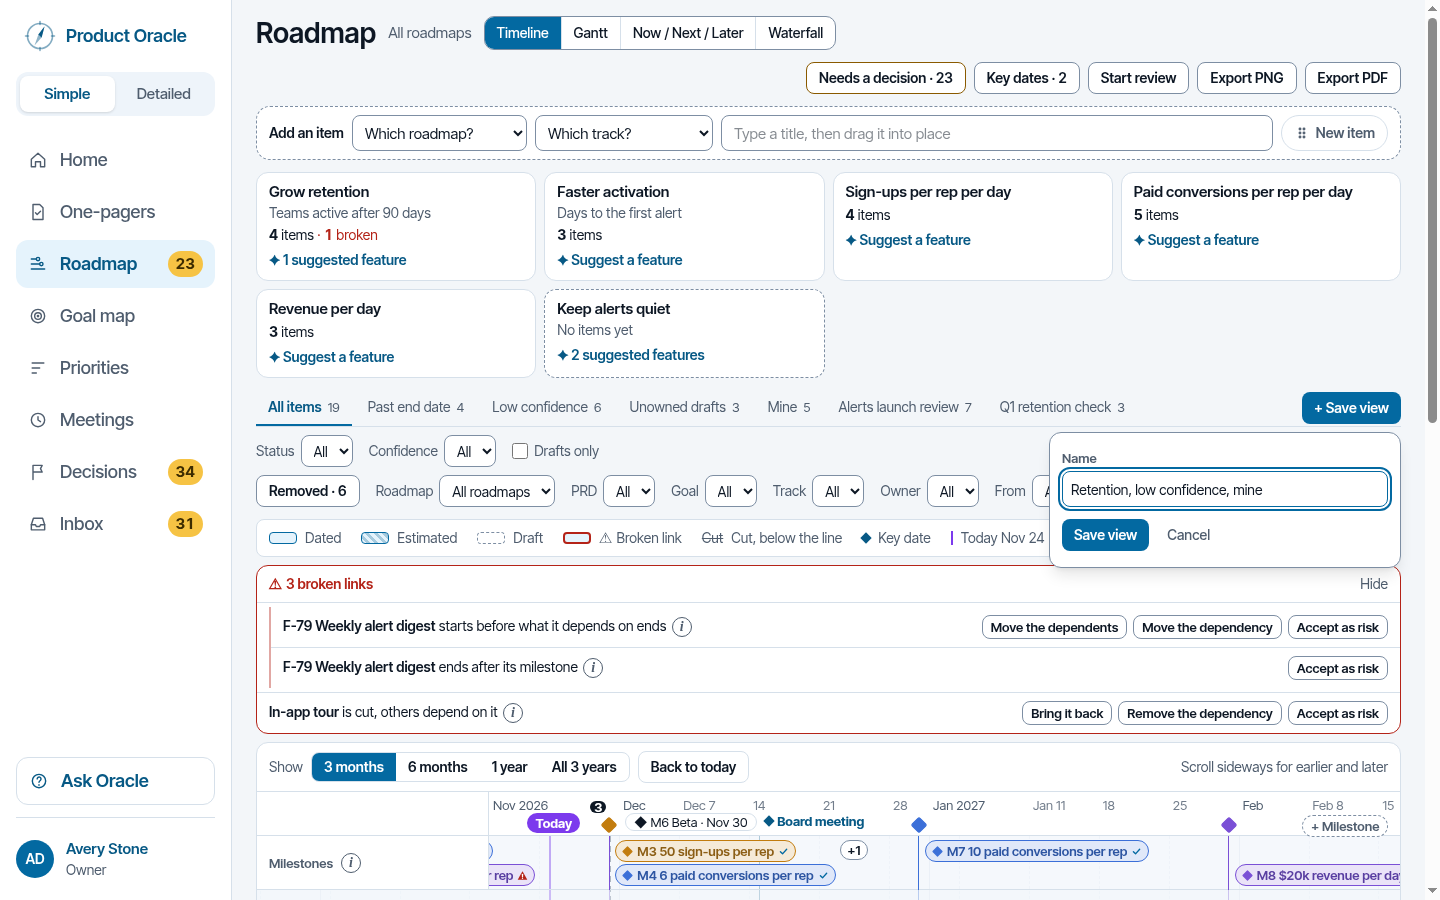 Product Oracle
Simple
Detailed
Home
One-pagers
Roadmap 23
Goal map
Priorities
Meetings
Decisions 34
Inbox 31
Ask Oracle
AD
Avery Stone
Owner
Roadmap All roadmaps Timeline Gantt Now / Next / Later Waterfall
Needs a decision · 23 Key dates · 2 Start review Export PNG Export PDF
Add an item Which roadmap? Which track? Type a title, then drag it into place New item
Grow retention
Teams active after 90 days
4 items · 1 broken
1 suggested feature
Faster activation
Days to the first alert
3 items
Suggest a feature
Sign-ups per rep per day
4 items
Suggest a feature
Paid conversions per rep per day
5 items
Suggest a feature
Revenue per day
3 items
Suggest a feature
Keep alerts quiet
No items yet
2 suggested features
All items 19 Past end date 4 Low confidence 6 Unowned drafts 3 Mine 5 Alerts launch review 7 Q1 retention check 3 + Save view
Status All Confidence All Drafts only
Removed · 6 Roadmap All roadmaps PRD All Goal All Track All Owner All From
Name
Retention, low confidence, mine
Save view Cancel
Dated Estimated Draft Broken link Cut Cut, below the line Key date Today Nov 24
3 broken links Hide
F-79 Weekly alert digest starts before what it depends on ends i Move the dependents Move the dependency Accept as risk
F-79 Weekly alert digest ends after its milestone i Accept as risk
In-app tour is cut, others depend on it i Bring it back Remove the dependency Accept as risk
Show 3 months 6 months 1 year All 3 years Back to today Scroll sideways for earlier and later
Nov 2026 3 Dec Dec 7 14 21 28 Jan 2027 Jan 11 18 25 Feb Feb 8 15
Today M6 Beta · Nov 30 Board meeting + Milestone
Milestones i
M3 50 sign-ups per rep +1 M7 10 paid conversions per rep
rep M4 6 paid conversions per rep M8 $20k revenue per day